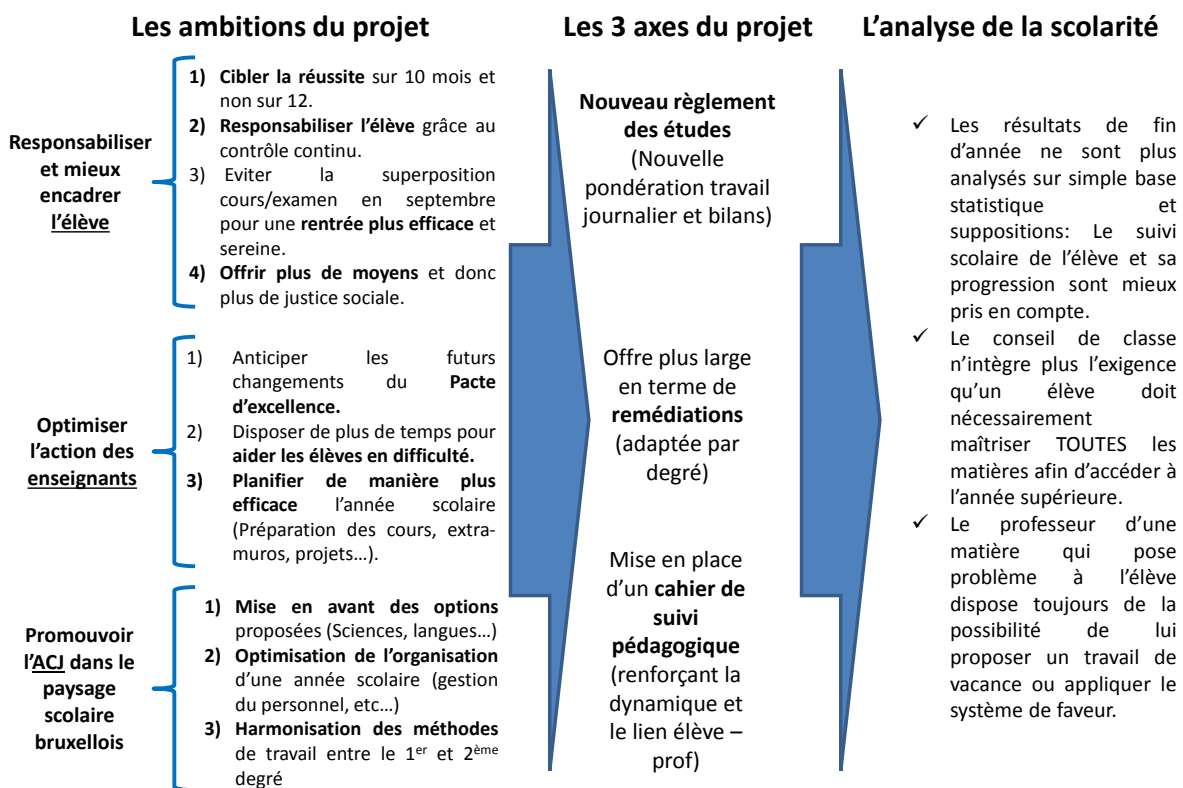 Les ambitions du projet
Les 3 axes du projet
L’analyse de la scolarité
Responsabiliser
et mieux
encadrer
l’élève
1) Cibler la réussite sur 10 mois et
non sur 12.
2) Responsabiliser l’élève grâce au
contrôle continu.
3) Eviter la superposition
cours/examen en septembre
pour une rentrée plus efficace et
sereine.
4) Offrir plus de moyens et donc
plus de justice sociale.
Optimiser
l’action des
enseignants
1) Anticiper les futurs
changements du Pacte
d’excellence.
2) Disposer de plus de temps pour
aider les élèves en difficulté.
3) Planifier de manière plus
efficace l’année scolaire
(Préparation des cours, extra-
muros, projets…).
Promouvoir
l’ACJ dans le
paysage
scolaire
bruxellois
1) Mise en avant des options
proposées (Sciences, langues…)
2) Optimisation de l’organisation
d’une année scolaire (gestion
du personnel, etc…)
3) Harmonisation des méthodes
de travail entre le 1er et 2ème
degré
Nouveau règlement
des études
(Nouvelle
pondération travail
journalier et bilans)
Offre plus large
en terme de
remédiations
(adaptée par
degré)
Mise en place
d’un cahier de
suivi
pédagogique
(renforçant la
dynamique et
le lien élève –
prof)
✓ Les résultats de fin
d’année ne sont plus
analysés sur simple base
statistique et
suppositions: Le suivi
scolaire de l’élève et sa
progression sont mieux
pris en compte.
✓ Le conseil de classe
n’intègre plus l’exigence
qu’un élève doit
nécessairement
maîtriser TOUTES les
matières afin d’accéder à
l’année supérieure.
✓ Le professeur d’une
matière qui pose
problème à l’élève
dispose toujours de la
possibilité de lui
proposer un travail de
vacance ou appliquer le
système de faveur.